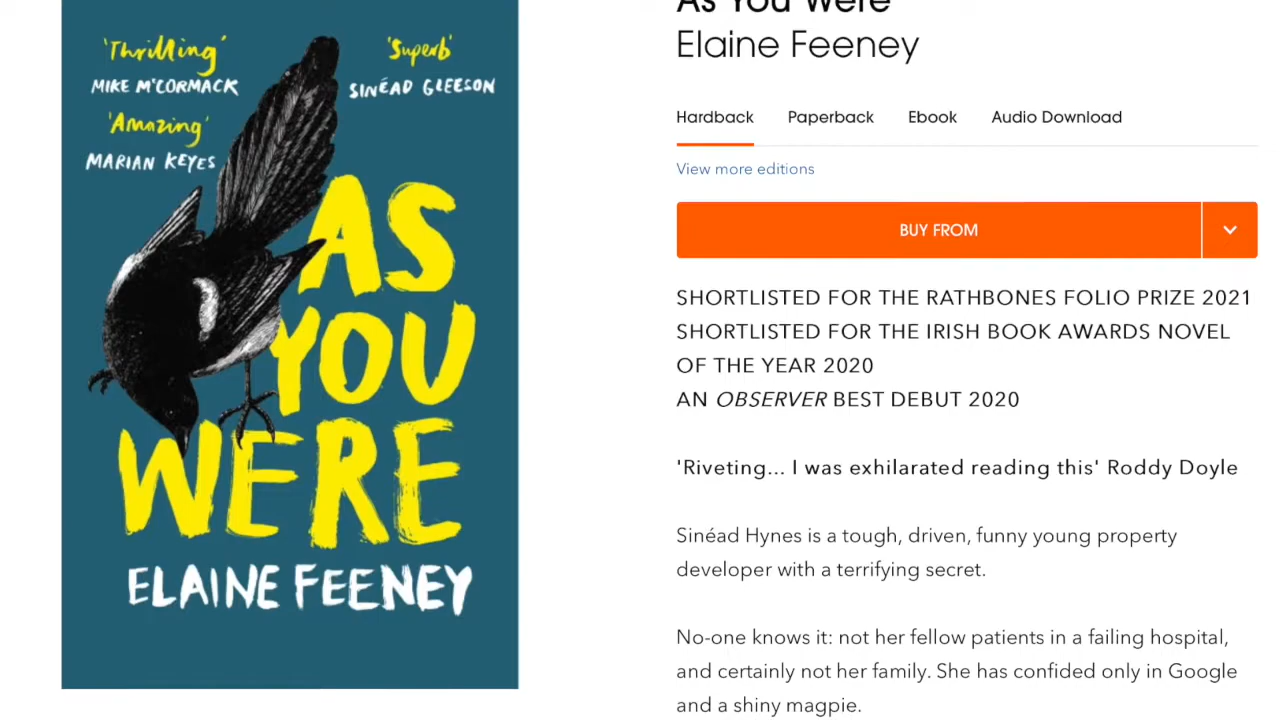 'Thrilling'
MIKE McCORMACK
'Superb'
SINÉAD GLEESON
'Amazing'
MARIAN KEYES
AS
YOU
WERE
ELAINE FEENEY
As You Were
Elaine Feeney
Hardback Paperback Ebook Audio Download
View more editions
BUY FROM
SHORTLISTED FOR THE RATHBONES FOLIO PRIZE 2021
SHORTLISTED FOR THE IRISH BOOK AWARDS NOVEL
OF THE YEAR 2020
AN OBSERVER BEST DEBUT 2020
'Riveting... I was exhilarated reading this' Roddy Doyle
Sinéad Hynes is a tough, driven, funny young property
developer with a terrifying secret.
No-one knows it: not her fellow patients in a failing hospital,
and certainly not her family. She has confided only in Google
and a shiny magpie.